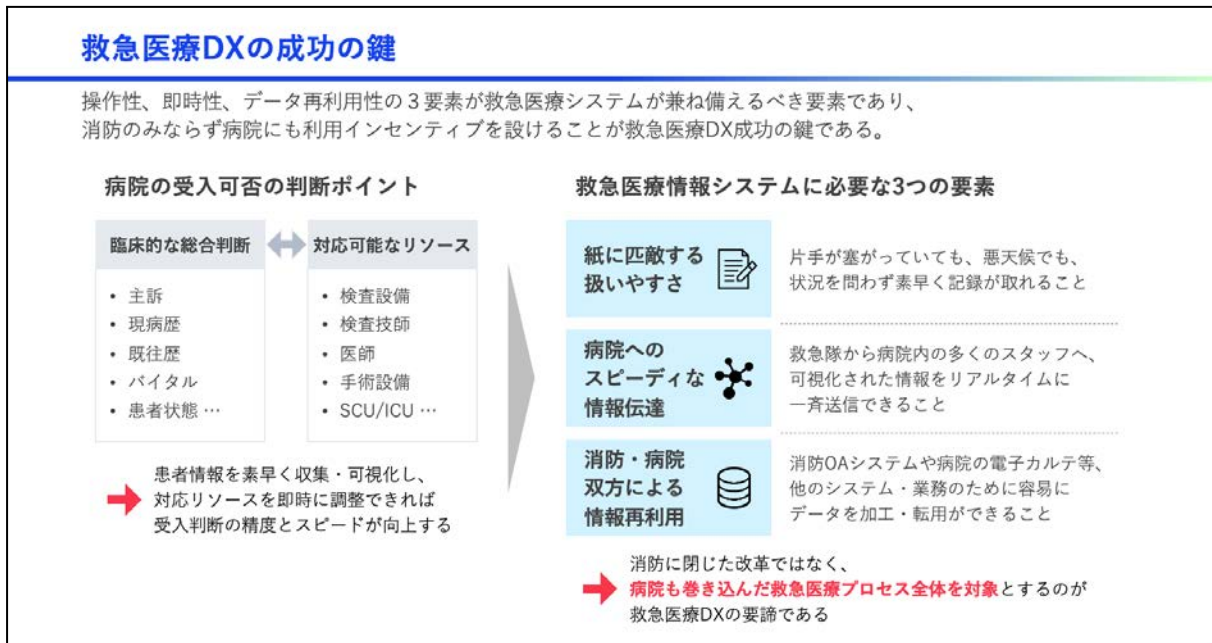 救急医療DXの成功の鍵
操作性、即時性、データ再利用性の３要素が救急医療システムが兼ね備えるべき要素であり、
消防のみならず病院にも利用インセンティブを設けることが救急医療DX成功の鍵である。
病院の受入可否の判断ポイント
臨床的な総合判断
• 主訴
• 現病歴
• 既往歴
• バイタル
• 患者状態 …
対応可能なリソース
• 検査設備
• 検査技師
• 医師
• 手術設備
• SCU/ICU …
患者情報を素早く収集・可視化し、
対応リソースを即時に調整できれば
受入判断の精度とスピードが向上する
救急医療情報システムに必要な3つの要素
紙に匹敵する
扱いやすさ
片手が塞がっていても、悪天候でも、
状況を問わず素早く記録が取れること
病院への
スピーディな
情報伝達
救急隊から病院内の多くのスタッフへ、
可視化された情報をリアルタイムに
一斉送信できること
消防・病院
双方による
情報再利用
消防OAシステムや病院の電子カルテ等、
他のシステム・業務のために容易に
データを加工・転用ができること
消防に閉じた改革ではなく、
病院も巻き込んだ救急医療プロセス全体を対象とするのが
救急医療DXの要諦である